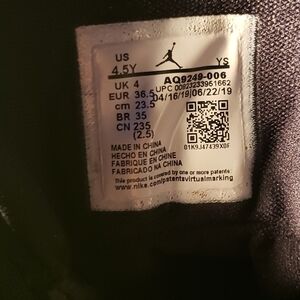 US
4.5Y YS
UK 4 AQ9249-006
EUR 36.5 UPC 00823233951662
cm 23.5 04/16/19 06/22/19
BR 35
CN 235
(2.5)
01K9J47439X06
MADE IN CHINA
HECHO EN CHINA
FABRIQUE EN CHINE
FABRICADO NA CHINA
This product is covered by one or more patents
www.nike.com/patentsvirtualmarking